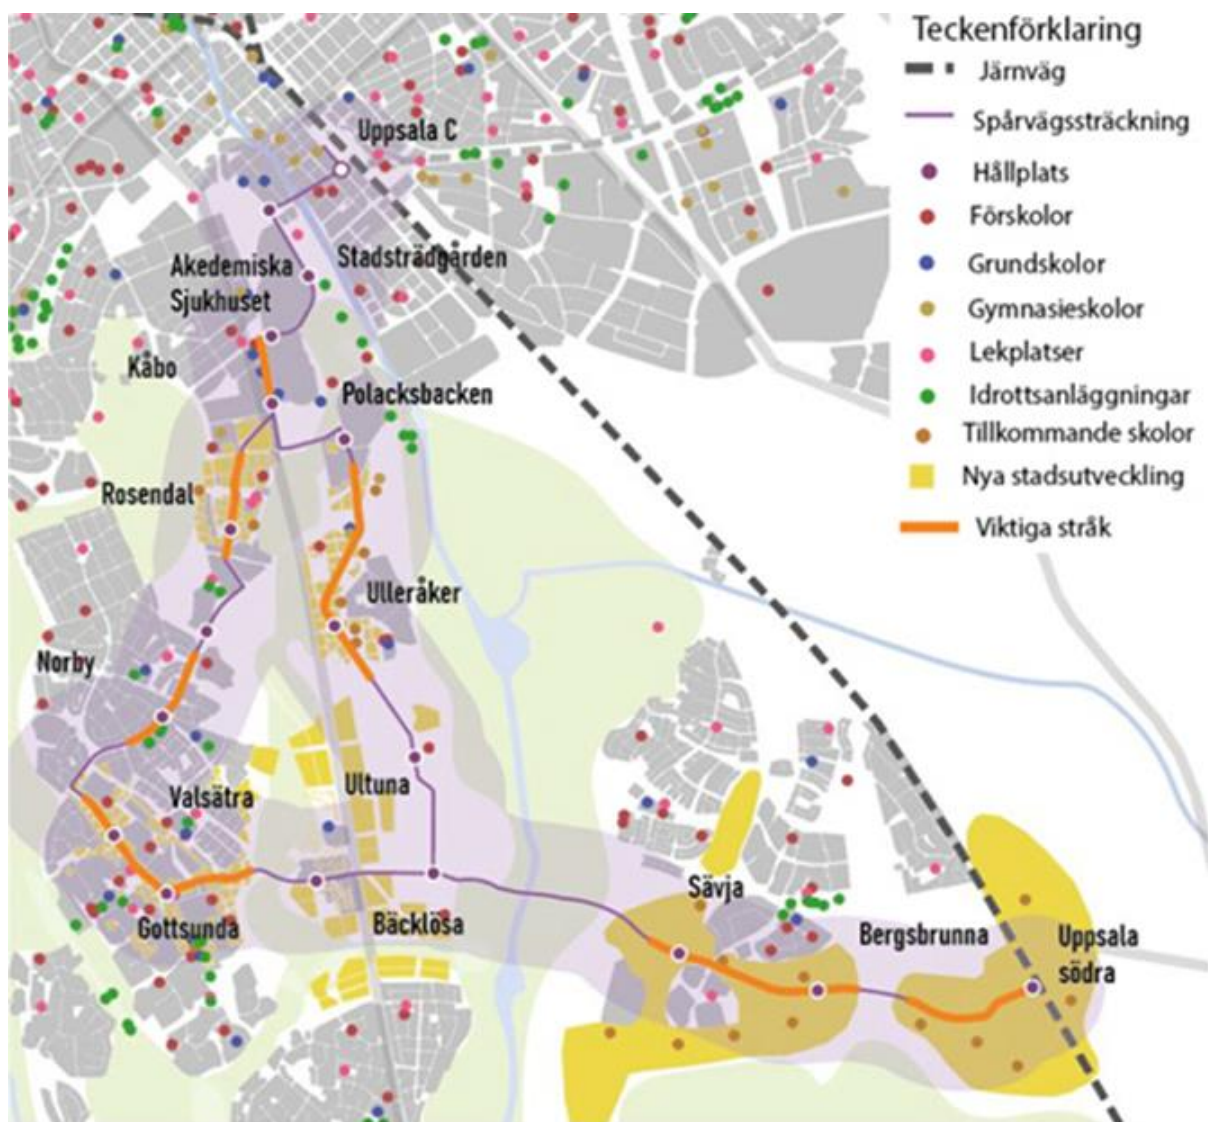 Teckenförklaring
Järnväg
Spårvägssträckning
Hållplats
Förskolor
Grundskolor
Gymnasieskolor
Lekplatser
Idrottsanläggningar
Tillkommande skolor
Nya stadsutveckling
Viktiga stråk
Uppsala C
Stadsträdgården
Akedemiska
Sjukhuset
Kåbo
Polacksbacken
Rosendal
Ulleråker
Norby
Valsätra
Ultuna
Gottsunda
Bäcklösa
Sävja
Bergsbrunna
Uppsala
södra